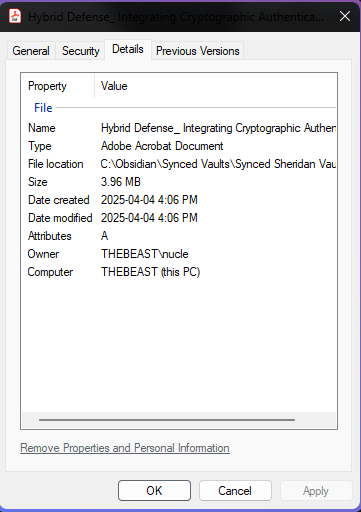 Hybrid Defense_ Integrating Cryptographic Authentica...
General Security Details Previous Versions
Property Value
File
Name Hybrid Defense_ Integrating Cryptographic Authen
Type Adobe Acrobat Document
File location C:\Obsidian\Synced Vaults\Synced Sheridan Vau
Size 3.96 MB
Date created 2025-04-04 4:06 PM
Date modified 2025-04-04 4:06 PM
Attributes A
Owner THEBEAST\nucle
Computer THEBEAST (this PC)
Remove Properties and Personal Information
OK Cancel Apply